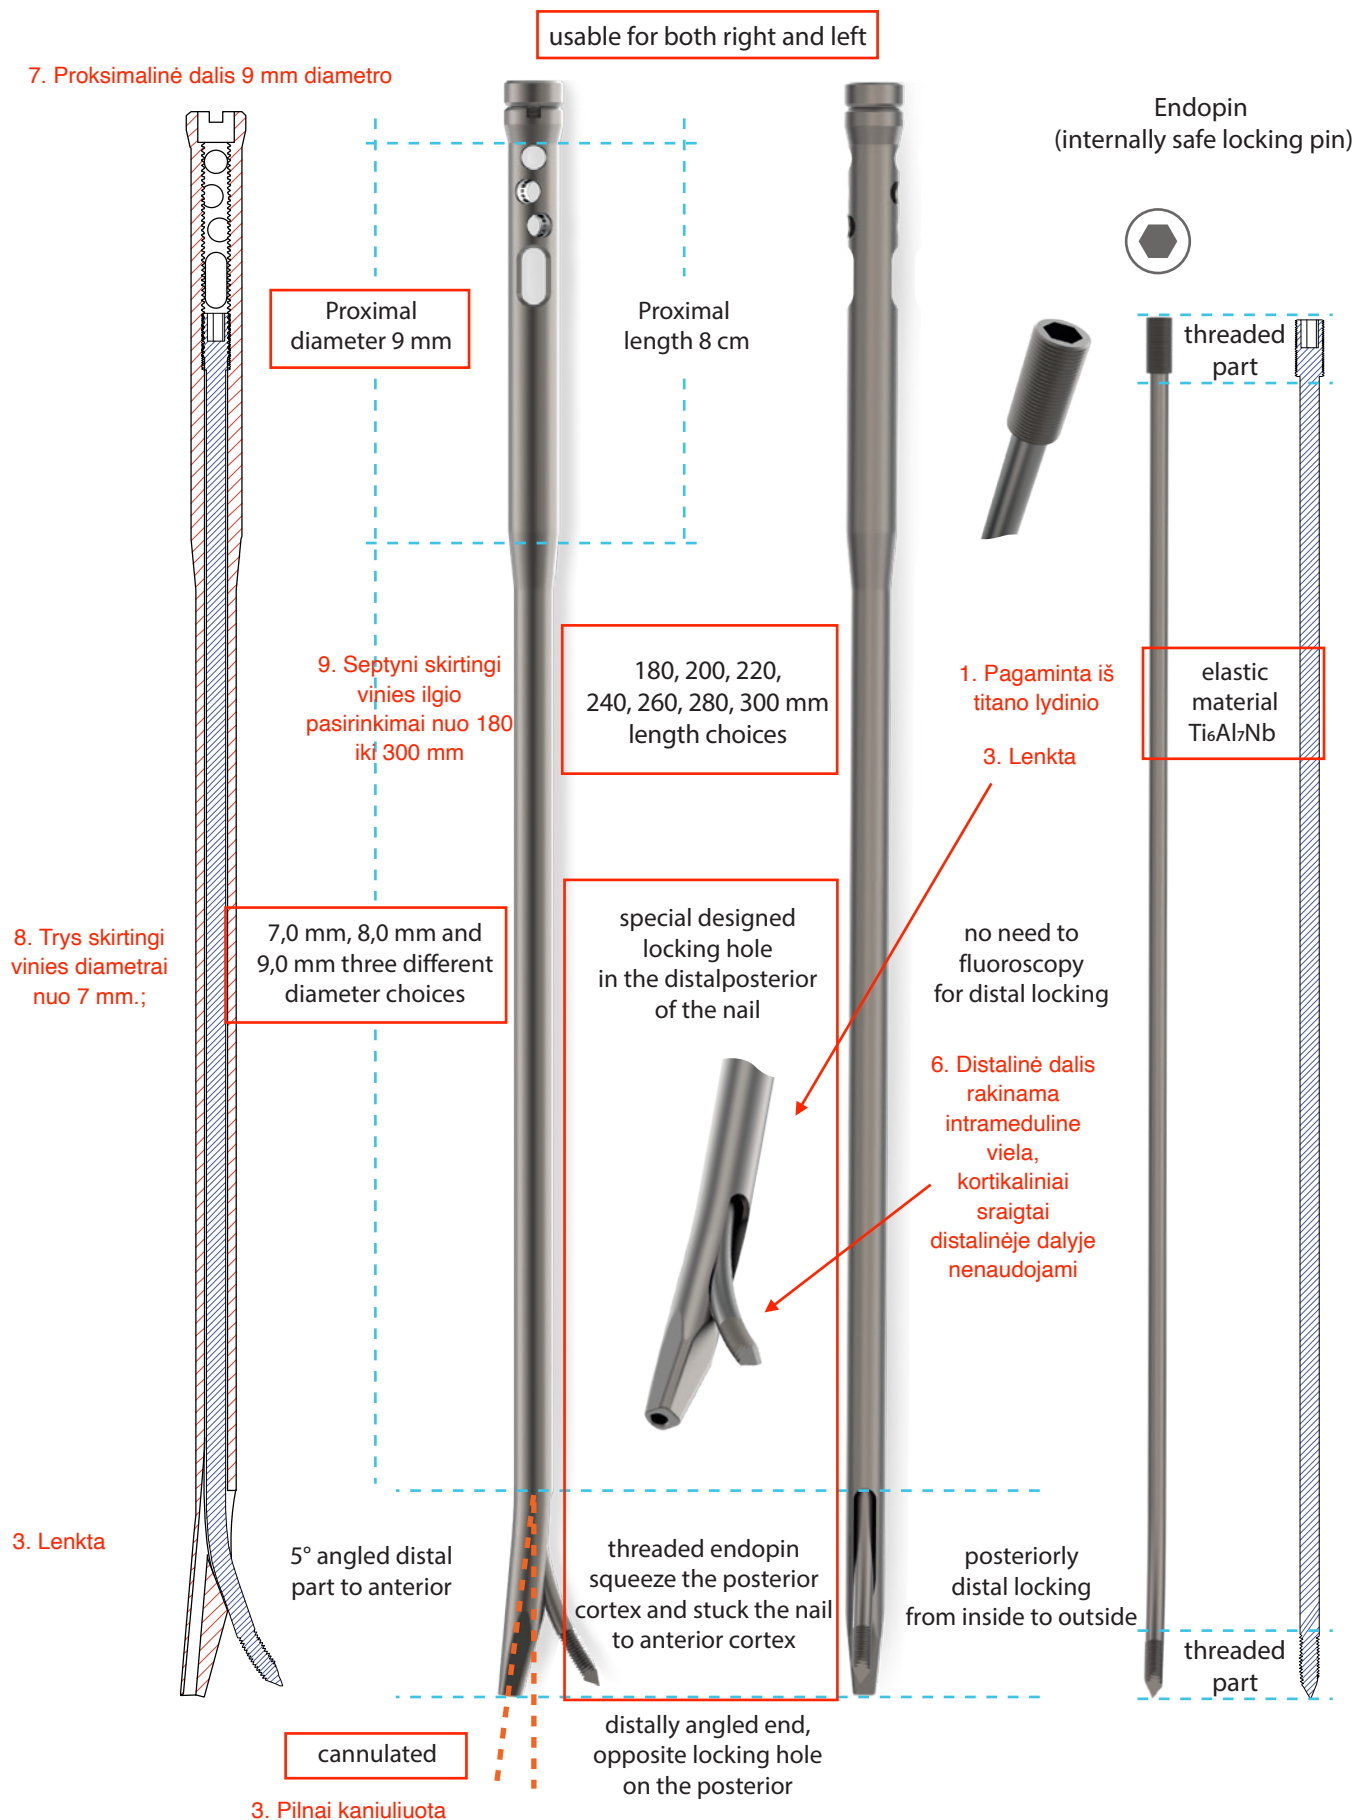 usable for both right and left
7. Proksimalinė dalis 9 mm diametro
Endopin
(internally safe locking pin)
Proximal
diameter 9 mm
Proximal
length 8 cm
threaded
part
9. Septyni skirtingi
vinies ilgio
pasirinkimai nuo 180
iki 300 mm
180, 200, 220,
240, 260, 280, 300 mm
length choices
1. Pagaminta iš
titano lydinio
3. Lenkta
elastic
material
Ti₆Al₇Nb
8. Trys skirtingi
vinies diametrai
nuo 7 mm.;
7,0 mm, 8,0 mm and
9,0 mm three different
diameter choices
special designed
locking hole
in the distalposterior
of the nail
no need to
fluoroscopy
for distal locking
6. Distalinė dalis
rakinama
intrameduline
viela,
kortikaliniai
sraigtai
distalinėje dalyje
nenaudojami
3. Lenkta
5° angled distal
part to anterior
threaded endopin
squeeze the posterior
cortex and stuck the nail
to anterior cortex
posteriorly
distal locking
from inside to outside
threaded
part
cannulated
3. Pilnai kaniuliuota
distally angled end,
opposite locking hole
on the posterior